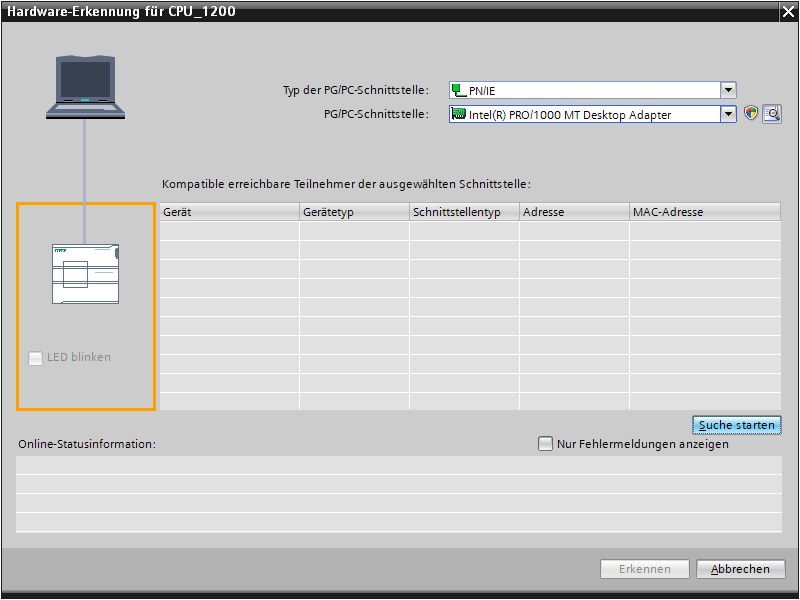 Hardware-Erkennung für CPU_1200
Typ der PG/PC-Schnittstelle:
PN/IE
PG/PC-Schnittstelle:
Intel(R) PRO/1000 MT Desktop Adapter
Kompatible erreichbare Teilnehmer der ausgewählten Schnittstelle:
Gerät Gerätetyp Schnittstellentyp Adresse MAC-Adresse
LED blinken
Suche starten
Online-Statusinformation:
Nur Fehlermeldungen anzeigen
Erkennen
Abbrechen